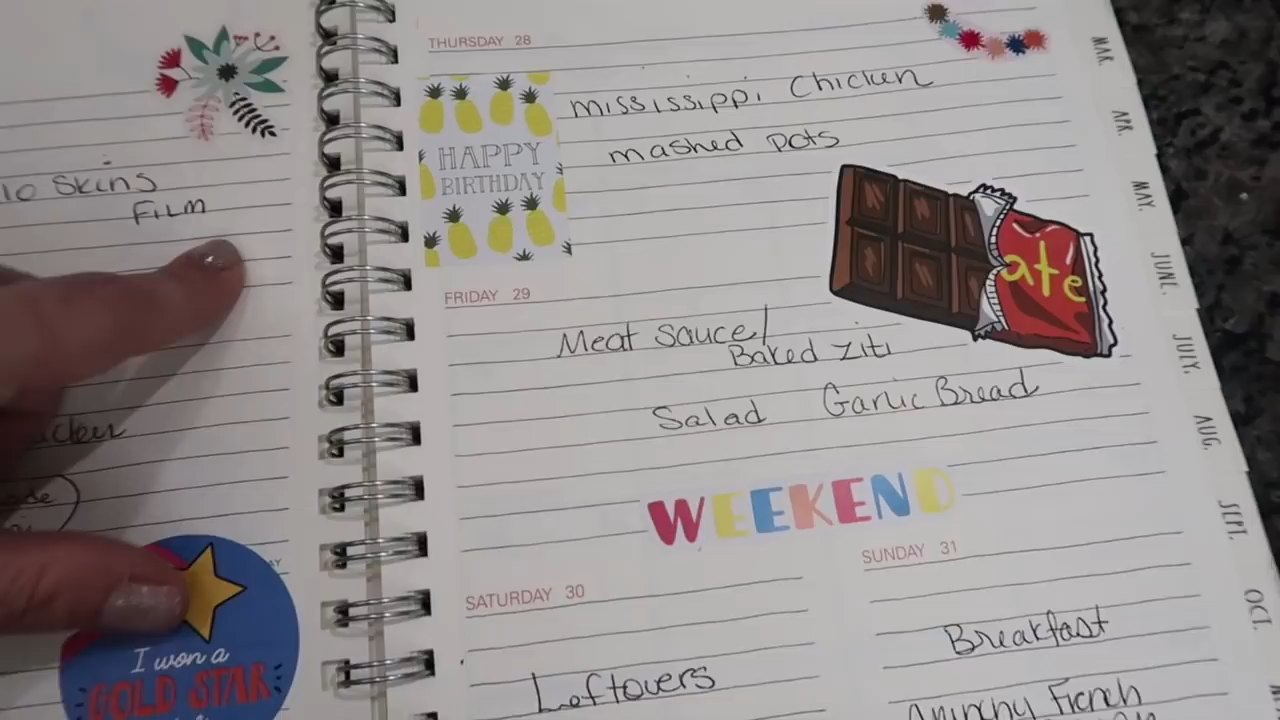 Skins
Film
I won a
GOLD STAR
THURSDAY 28
HAPPY
BIRTHDAY
mississippi Chicken
mashed pots
ate
FRIDAY 29
Meat Sauce/
Baked Ziti
Salad Garlic Bread
WEEKEND
SATURDAY 30
Leftovers
SUNDAY 31
Breakfast
French
MAR.
APR.
MAY.
JUNE.
JULY.
AUG.
SEPT.
OCT.